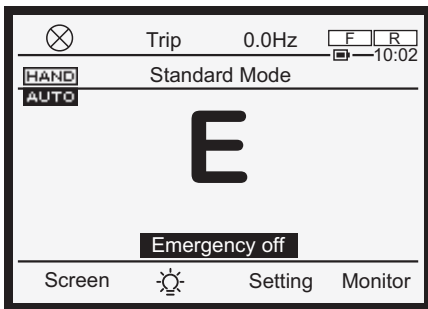 Trip 0.0Hz F R
10:02
HAND Standard Mode
AUTO
E
Emergency off
Screen Setting Monitor